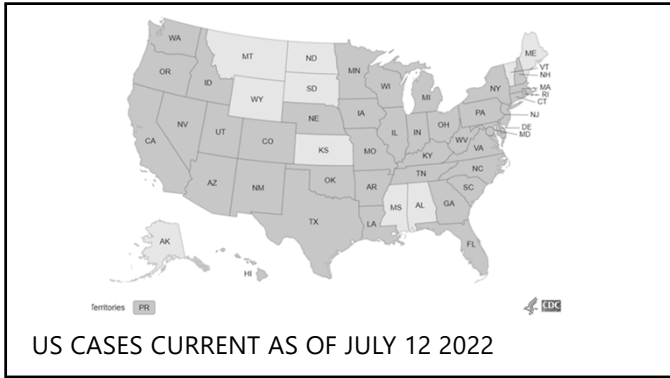 WA
MT
ND
ME
OR
ID
WY
SD
MN
WI
MI
VT
NH
NY
MA
RI
CT
NV
UT
CO
NE
IA
IL
IN
OH
PA
NJ
DE
MD
CA
KS
MO
KY
WV
VA
AZ
NM
OK
AR
TN
NC
SC
TX
LA
MS
AL
GA
FL
AK
HI
Territories PR
CDC
US CASES CURRENT AS OF JULY 12 2022